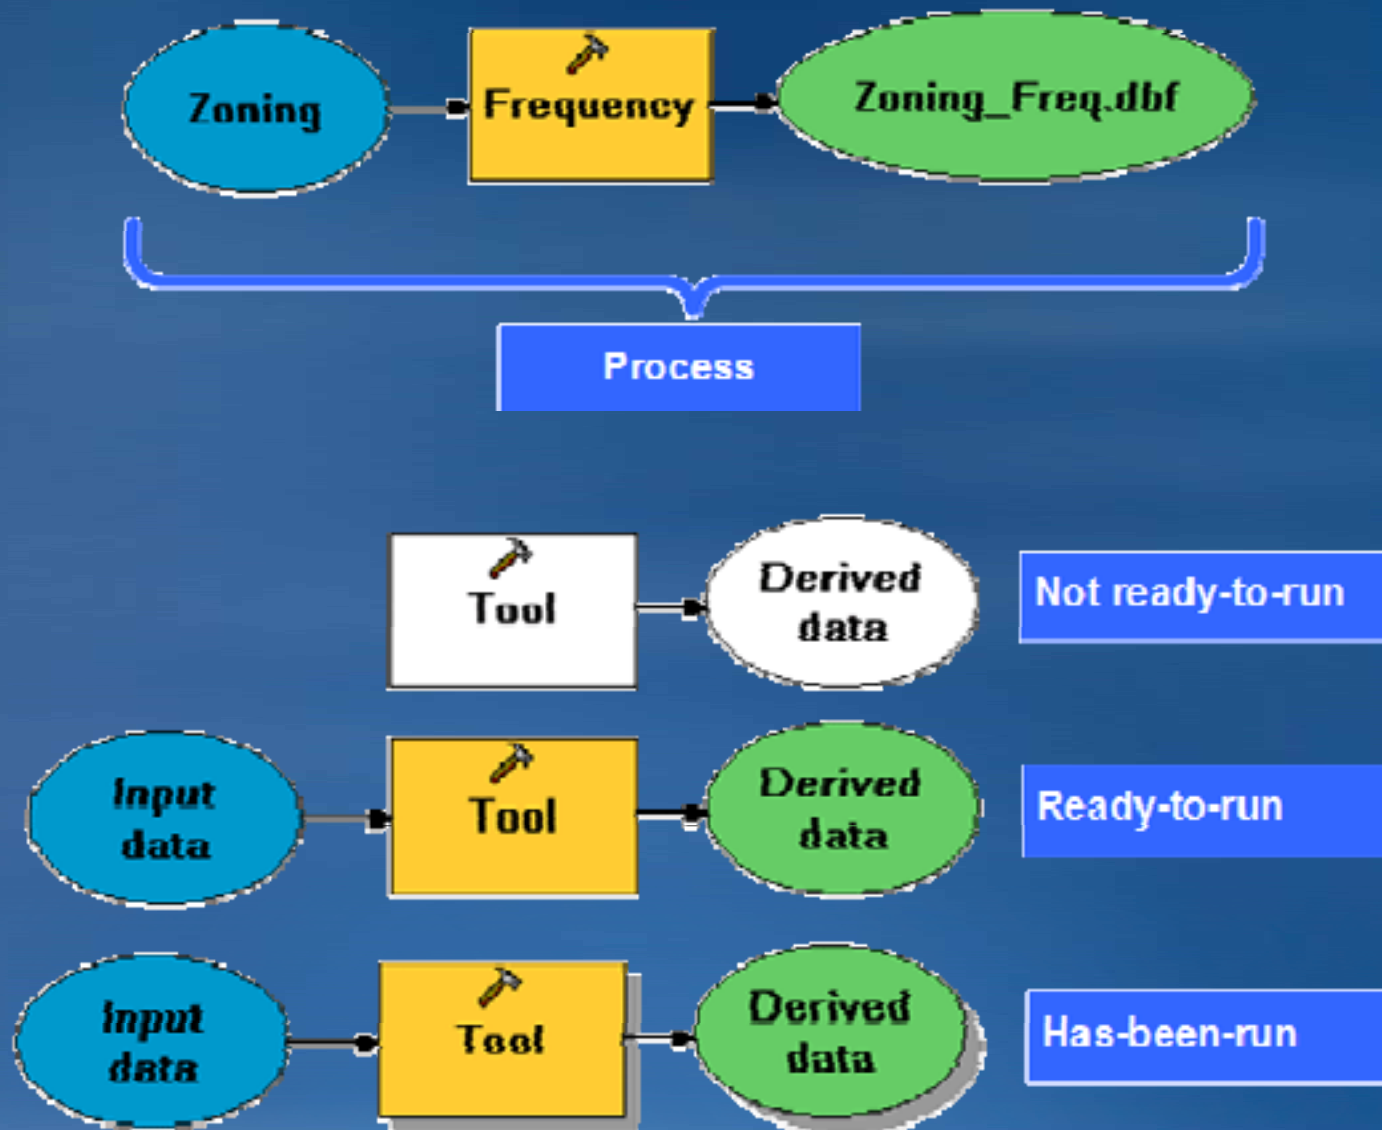 Zoning
Frequency
Zoning_Freq.dbf
Process
Tool
Derived
data
Not ready-to-run
Input
data
Tool
Derived
data
Ready-to-run
Input
data
Tool
Derived
data
Has-been-run